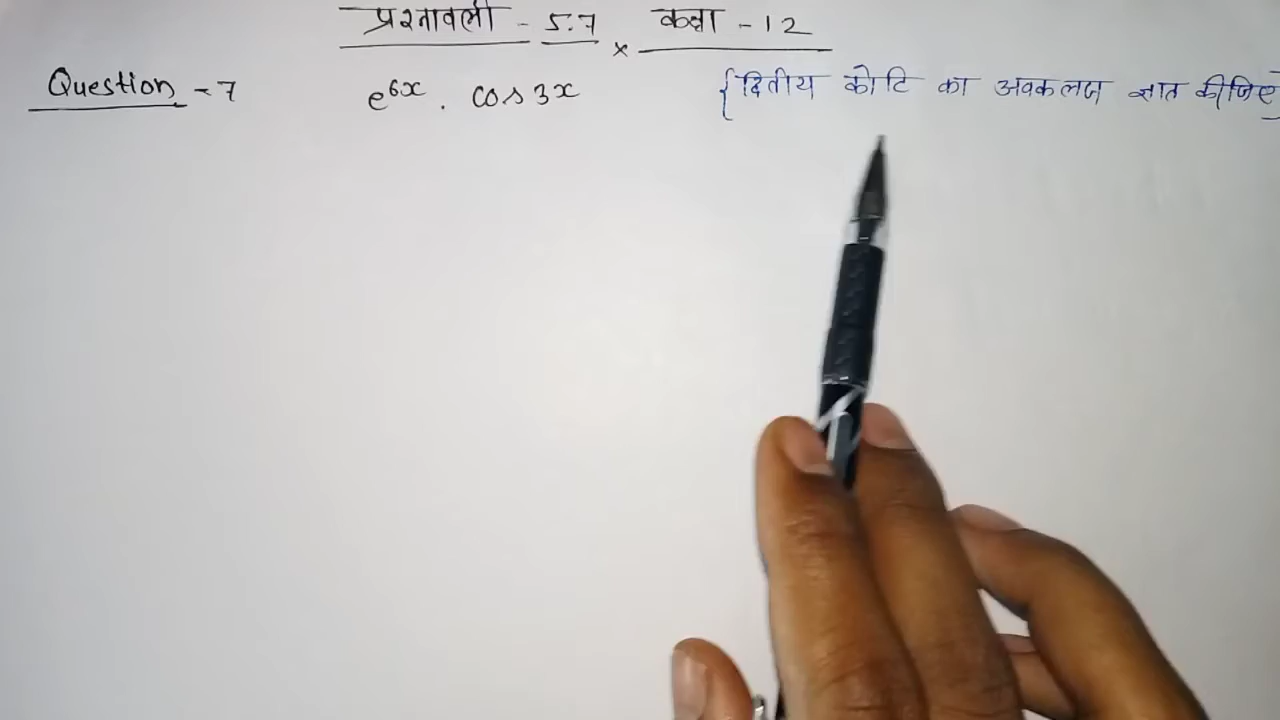 प्रश्नावली - 5.7 × कक्षा - 12
Question - 7 e^6x . cos 3x {द्वितीय कोटि का अवकलज ज्ञात कीजिए}